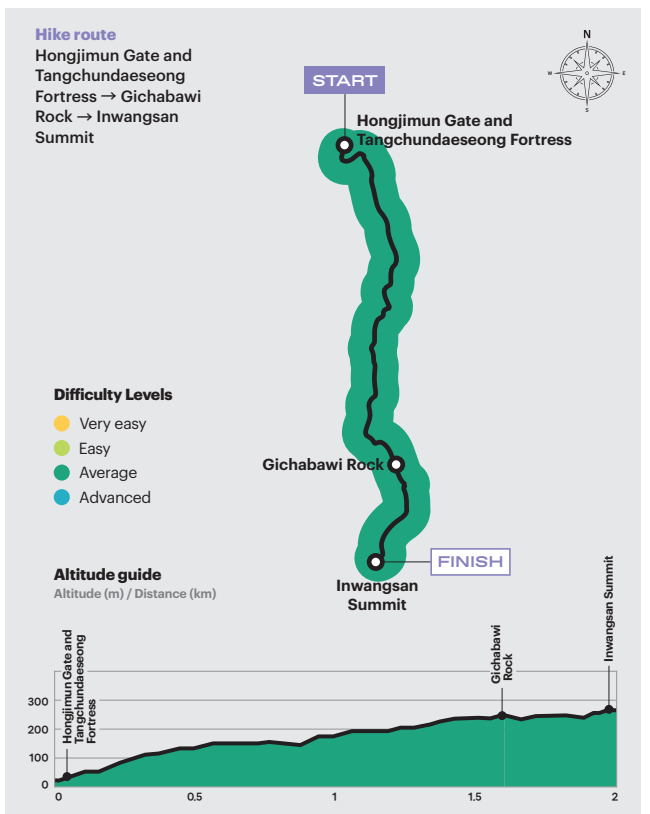 Hike route
Hongjimun Gate and
Tangchundaeseong
Fortress → Gichabawi
Rock → Inwangsan
Summit
N
W
E
S
START
Hongjimun Gate and
Tangchundaeseong Fortress
Difficulty Levels
Very easy
Easy
Average
Advanced
Gichabawi Rock
FINISH
Inwangsan
Summit
Altitude guide
Altitude (m) / Distance (km)
Hongjimun Gate and
Tangchundaeseong
Fortress
Gichabawi
Rock
Inwangsan Summit
300
200
100
0
0
0.5
1
1.5
2